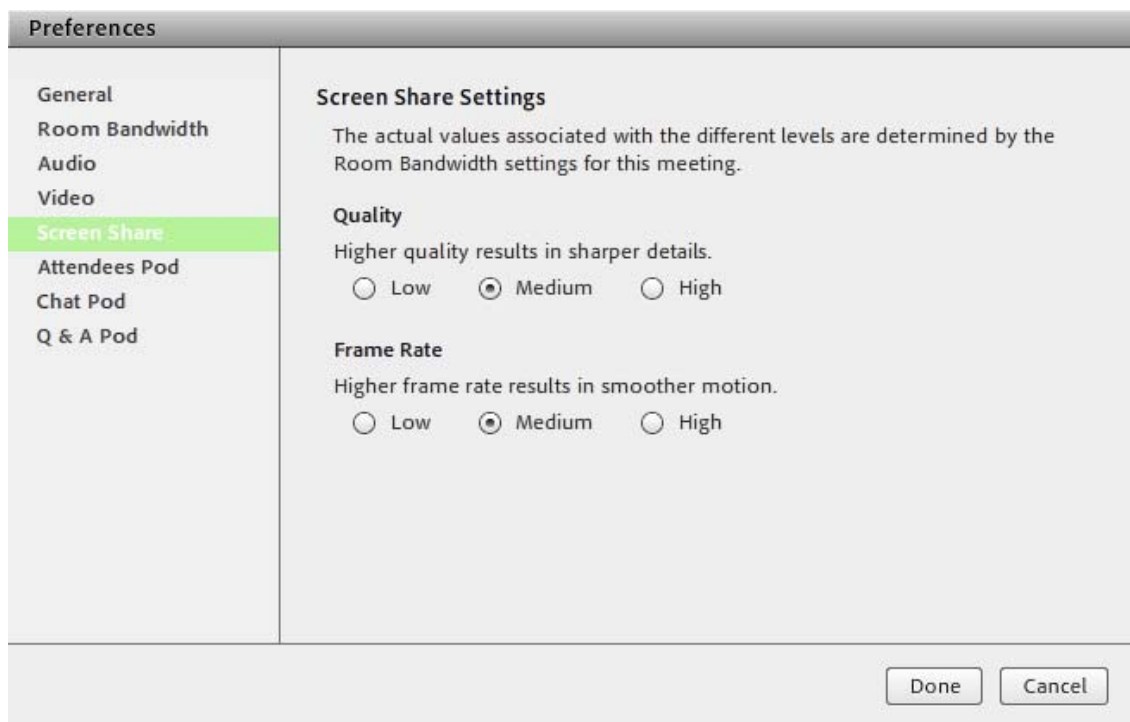 Preferences
General
Room Bandwidth
Audio
Video
Screen Share
Attendees Pod
Chat Pod
Q & A Pod
Screen Share Settings
The actual values associated with the different levels are determined by the
Room Bandwidth settings for this meeting.
Quality
Higher quality results in sharper details.
Low Medium High
Frame Rate
Higher frame rate results in smoother motion.
Low Medium High
Done Cancel